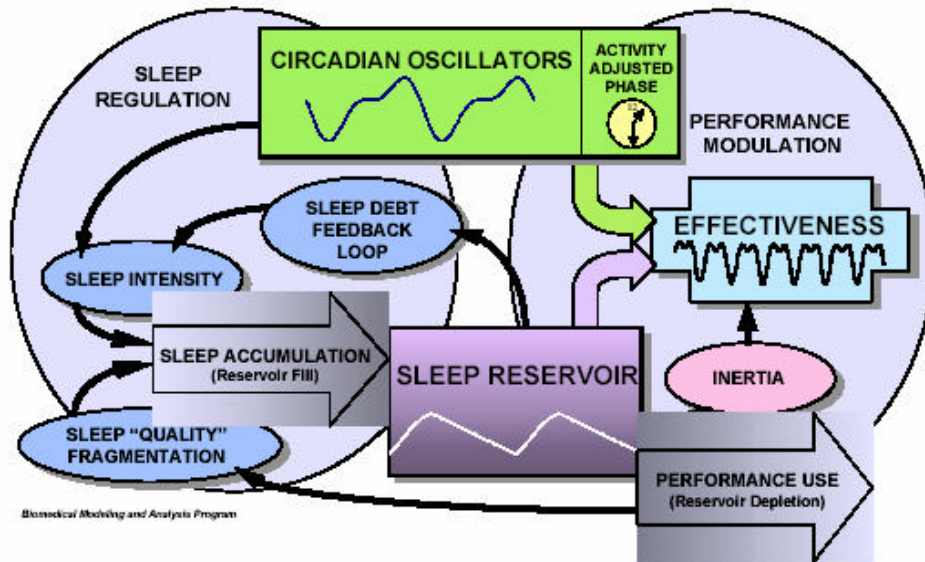 CIRCADIAN OSCILLATORS
ACTIVITY
ADJUSTED
PHASE
SLEEP
REGULATION
PERFORMANCE
MODULATION
SLEEP DEBT
FEEDBACK
LOOP
EFFECTIVENESS
SLEEP INTENSITY
SLEEP ACCUMULATION
(Reservoir Fill)
SLEEP RESERVOIR
INERTIA
SLEEP “QUALITY”
FRAGMENTATION
PERFORMANCE USE
(Reservoir Depletion)
Biomedical Modeling and Analysis Program